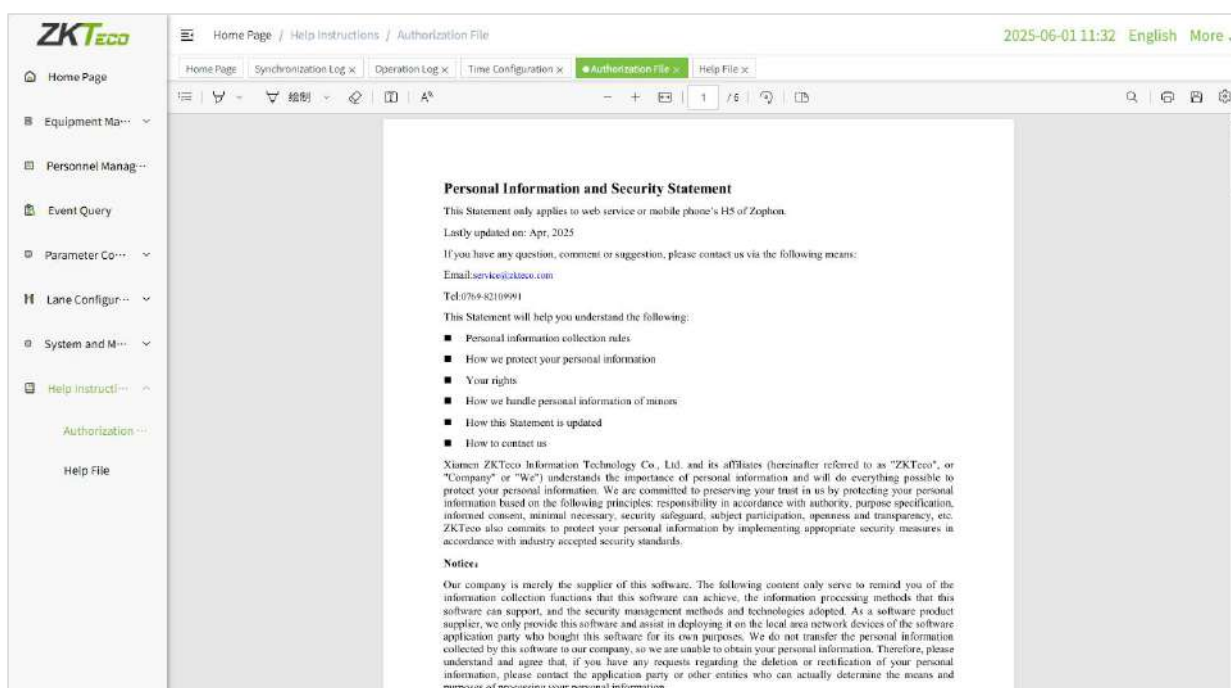 ZKTECO
Home Page / Help Instructions / Authorization File
2025-06-01 11:32 English More
Home Page Synchronization Log × Operation Log × Time Configuration × Authorization File × Help File ×
绘制 A − + 1 /6
Home Page
Equipment Ma···
Personnel Manag···
Event Query
Parameter Co···
Lane Configur···
System and M···
Help Instructi···
Authorization ···
Help File
Personal Information and Security Statement
This Statement only applies to web service or mobile phone's H5 of Zophon.
Lastly updated on: Apr, 2025
If you have any question, comment or suggestion, please contact us via the following means:
Email:service@zkteco.com
Tel:0769-82109991
This Statement will help you understand the following:
■ Personal information collection rules
■ How we protect your personal information
■ Your rights
■ How we handle personal information of minors
■ How this Statement is updated
■ How to contact us
Xiamen ZKTeco Information Technology Co., Ltd. and its affiliates (hereinafter referred to as "ZKTeco", or
"Company" or "We") understands the importance of personal information and will do everything possible to
protect your personal information. We are committed to preserving your trust in us by protecting your personal
information based on the following principles: responsibility in accordance with authority, purpose specification,
informed consent, minimal necessary, security safeguard, subject participation, openness and transparency, etc.
ZKTeco also commits to protect your personal information by implementing appropriate security measures in
accordance with industry accepted security standards.
Notice:
Our company is merely the supplier of this software. The following content only serve to remind you of the
information collection functions that this software can achieve, the information processing methods that this
software can support, and the security management methods and technologies adopted. As a software product
supplier, we only provide this software and assist in deploying it on the local area network devices of the software
application party who bought this software for its own purposes. We do not transfer the personal information
collected by this software to our company, so we are unable to obtain your personal information. Therefore, please
understand and agree that, if you have any requests regarding the deletion or rectification of your personal
information, please contact the application party or other entities who can actually determine the means and
purposes of processing your personal information.